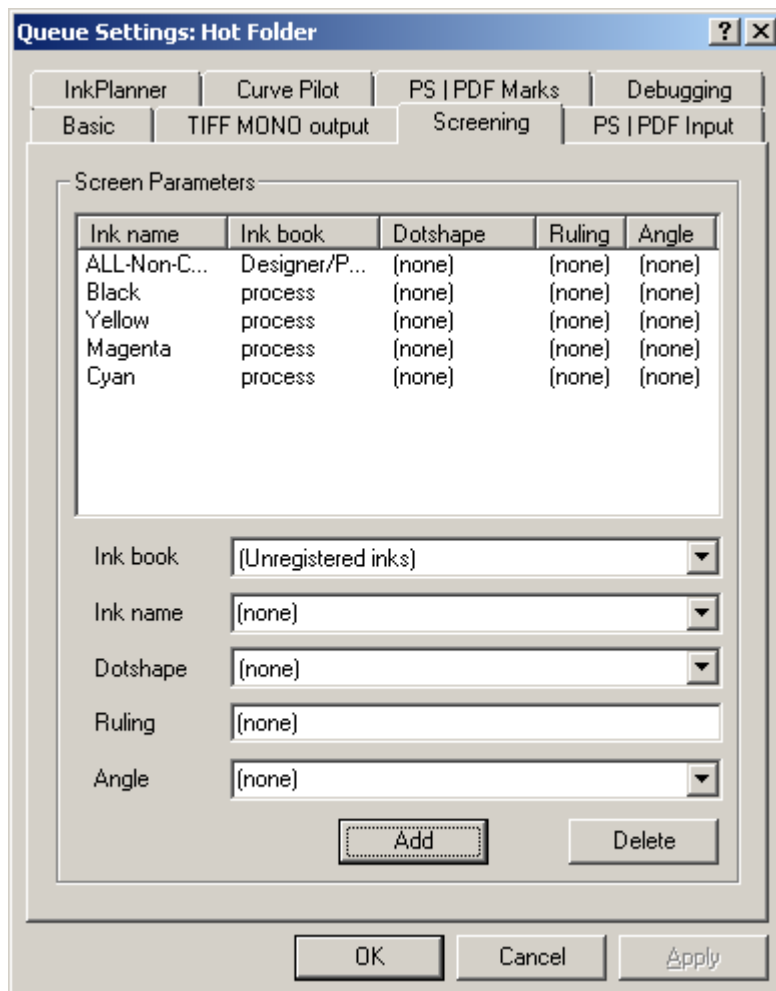 Queue Settings: Hot Folder
InkPlanner Curve Pilot PS | PDF Marks Debugging
Basic TIFF MONO output Screening PS | PDF Input
Screen Parameters
Ink name Ink book Dotshape Ruling Angle
ALL-Non-C... Designer/P... (none) (none) (none)
Black process (none) (none) (none)
Yellow process (none) (none) (none)
Magenta process (none) (none) (none)
Cyan process (none) (none) (none)
Ink book (Unregistered inks)
Ink name (none)
Dotshape (none)
Ruling (none)
Angle (none)
Add Delete
OK Cancel Apply